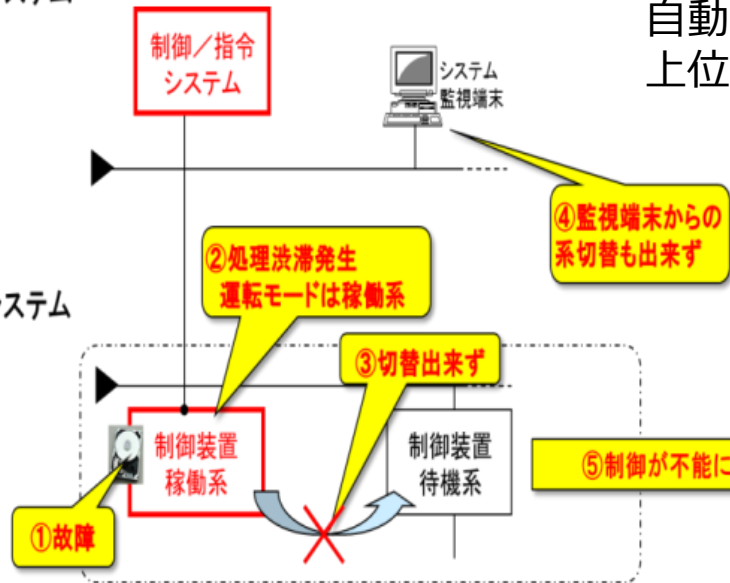 ステム
自動
上位
制御／指令
システム
システム
監視端末
④監視端末からの
系切替も出来ず
②処理渋滞発生
運転モードは稼働系
ステム
③切替出来ず
制御装置
稼働系
制御装置
待機系
⑤制御が不能に
①故障